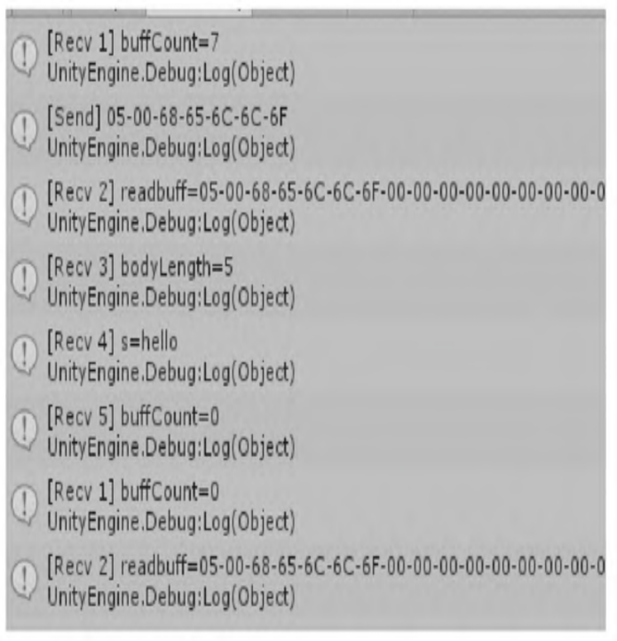 [Recv 1] buffCount=7
UnityEngine.Debug:Log(Object)
[Send] 05-00-68-65-6C-6C-6F
UnityEngine.Debug:Log(Object)
[Recv 2] readbuff=05-00-68-65-6C-6C-6F-00-00-00-00-00-00-00-0
UnityEngine.Debug:Log(Object)
[Recv 3] bodyLength=5
UnityEngine.Debug:Log(Object)
[Recv 4] s=hello
UnityEngine.Debug:Log(Object)
[Recv 5] buffCount=0
UnityEngine.Debug:Log(Object)
[Recv 1] buffCount=0
UnityEngine.Debug:Log(Object)
[Recv 2] readbuff=05-00-68-65-6C-6C-6F-00-00-00-00-00-00-00-0
UnityEngine.Debug:Log(Object)